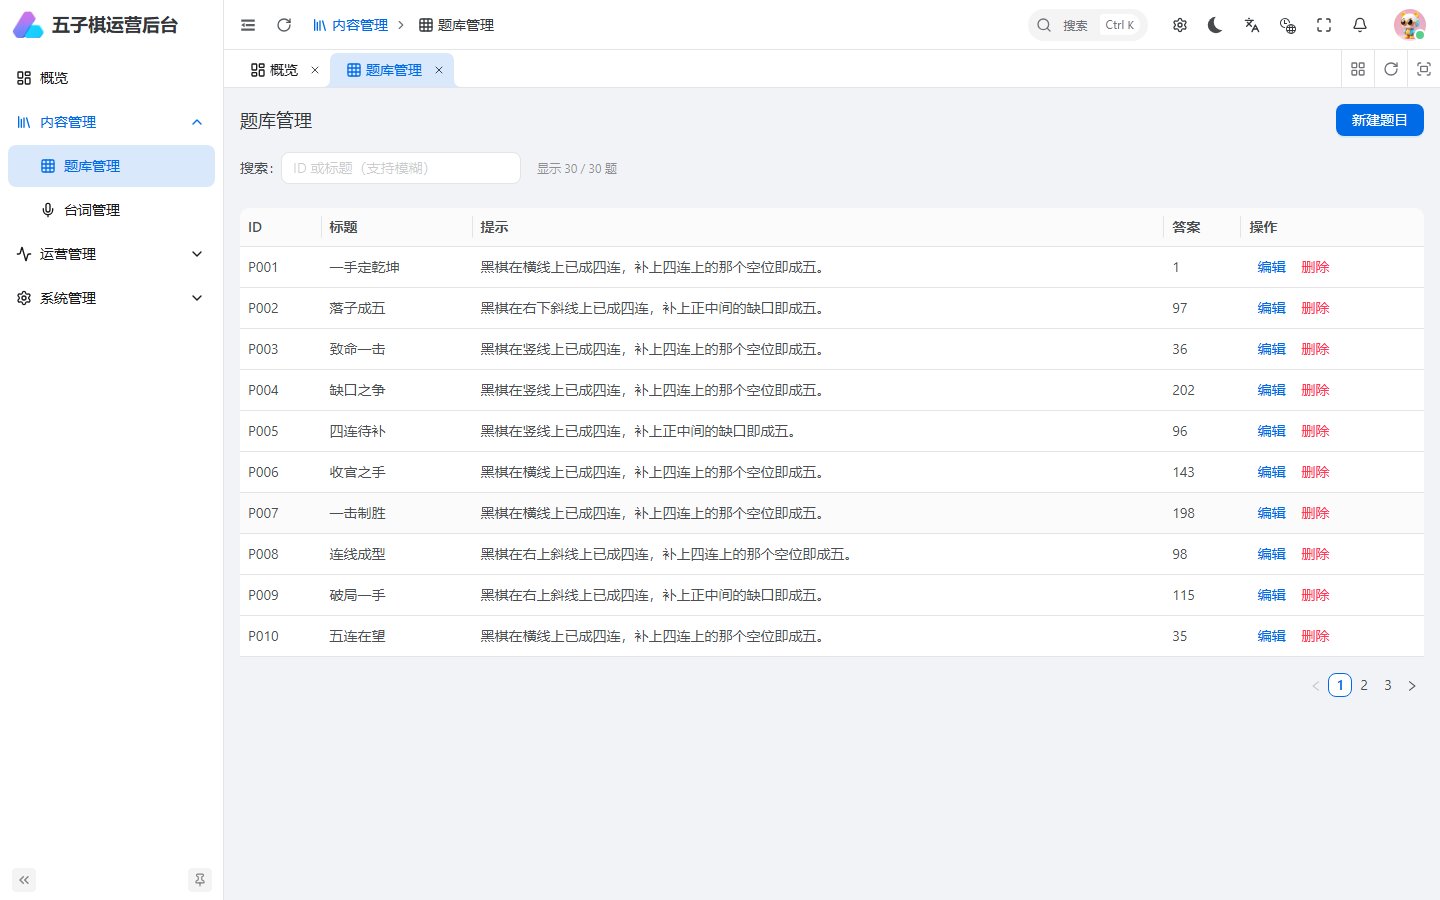 五子棋运营后台
内容管理 > 题库管理
搜索 Ctrl K
概览
内容管理
题库管理
台词管理
运营管理
系统管理
概览 × 题库管理 ×
题库管理
新建题目
搜索: ID 或标题（支持模糊） 显示 30 / 30 题
ID 标题 提示 答案 操作
P001 一手定乾坤 黑棋在横线上已成四连，补上四连上的那个空位即成五。 1 编辑 删除
P002 落子成五 黑棋在右下斜线上已成四连，补上正中间的缺口即成五。 97 编辑 删除
P003 致命一击 黑棋在竖线上已成四连，补上四连上的那个空位即成五。 36 编辑 删除
P004 缺口之争 黑棋在竖线上已成四连，补上四连上的那个空位即成五。 202 编辑 删除
P005 四连待补 黑棋在竖线上已成四连，补上正中间的缺口即成五。 96 编辑 删除
P006 收官之手 黑棋在横线上已成四连，补上四连上的那个空位即成五。 143 编辑 删除
P007 一击制胜 黑棋在横线上已成四连，补上四连上的那个空位即成五。 198 编辑 删除
P008 连线成型 黑棋在右上斜线上已成四连，补上四连上的那个空位即成五。 98 编辑 删除
P009 破局一手 黑棋在右上斜线上已成四连，补上正中间的缺口即成五。 115 编辑 删除
P010 五连在望 黑棋在横线上已成四连，补上四连上的那个空位即成五。 35 编辑 删除
< 1 2 3 >